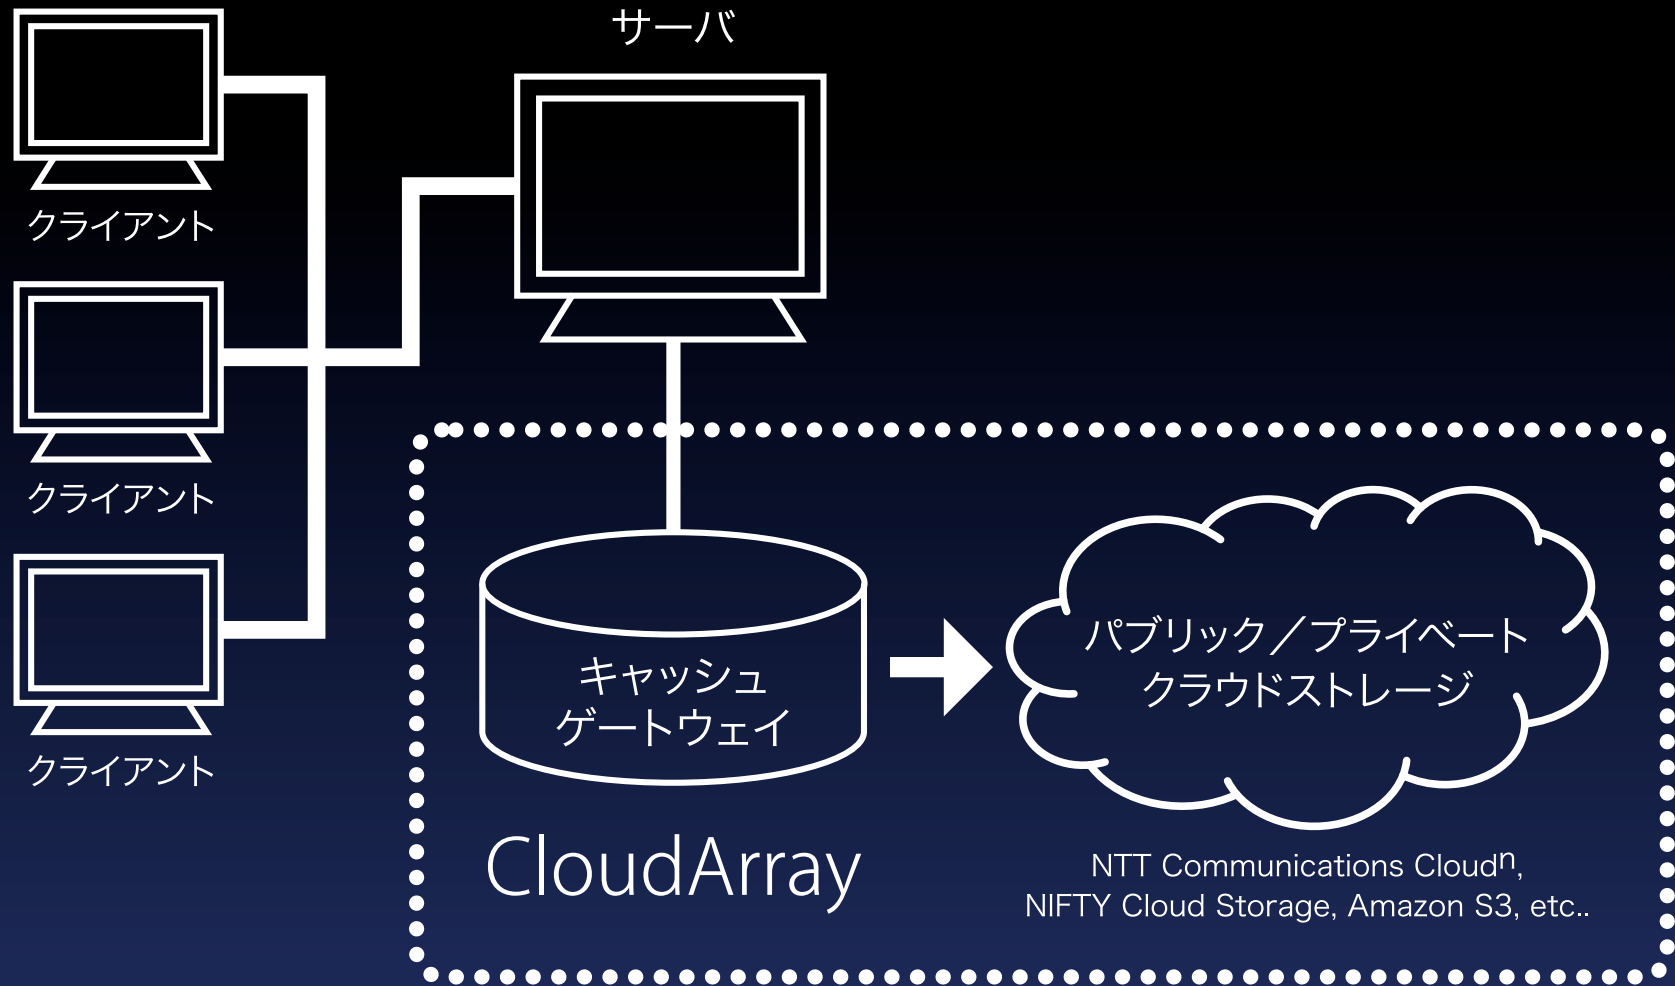 サーバ
クライアント
クライアント
クライアント
キャッシュ
ゲートウェイ
パブリック／プライベート
クラウドストレージ
CloudArray
NTT Communications Cloudⁿ,
NIFTY Cloud Storage, Amazon S3, etc..